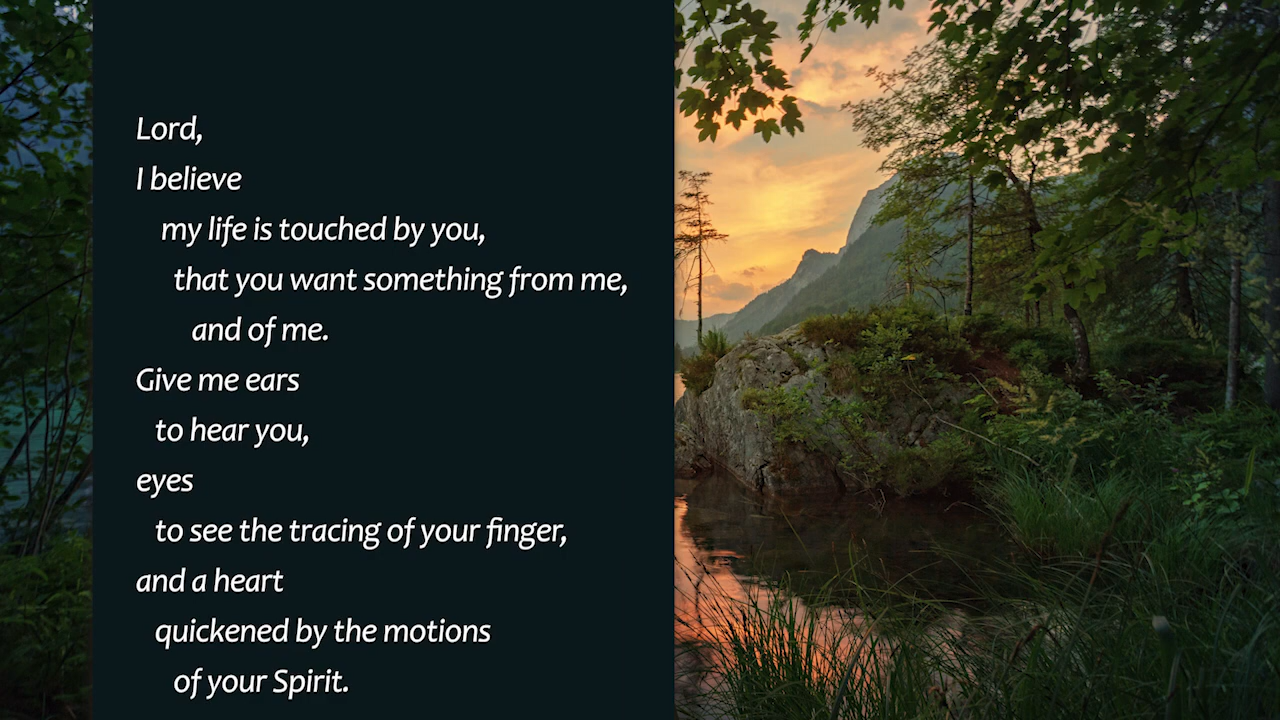 Lord,
I believe
my life is touched by you,
that you want something from me,
and of me.
Give me ears
to hear you,
eyes
to see the tracing of your finger,
and a heart
quickened by the motions
of your Spirit.